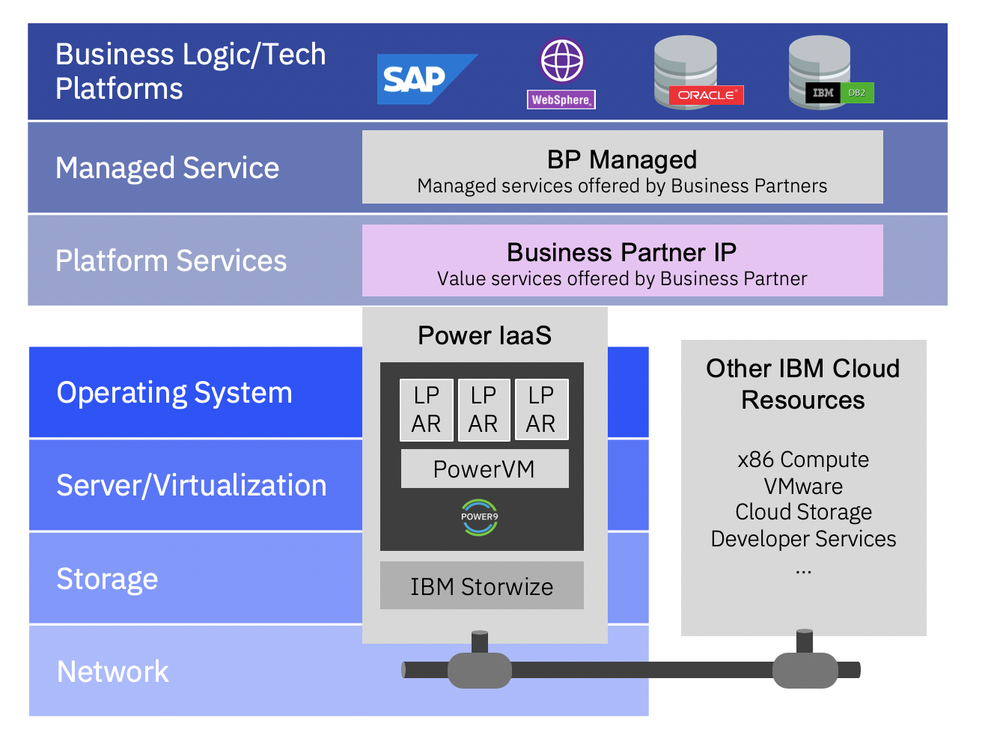 Business Logic/Tech
Platforms
SAP
WebSphere.
ORACLE®
IBM DB2
Managed Service
BP Managed
Managed services offered by Business Partners
Platform Services
Business Partner IP
Value services offered by Business Partner
Power IaaS
Operating System
LP
AR
LP
AR
LP
AR
Server/Virtualization
PowerVM
POWER9
Storage
IBM Storwize
Network
Other IBM Cloud
Resources
x86 Compute
VMware
Cloud Storage
Developer Services
...